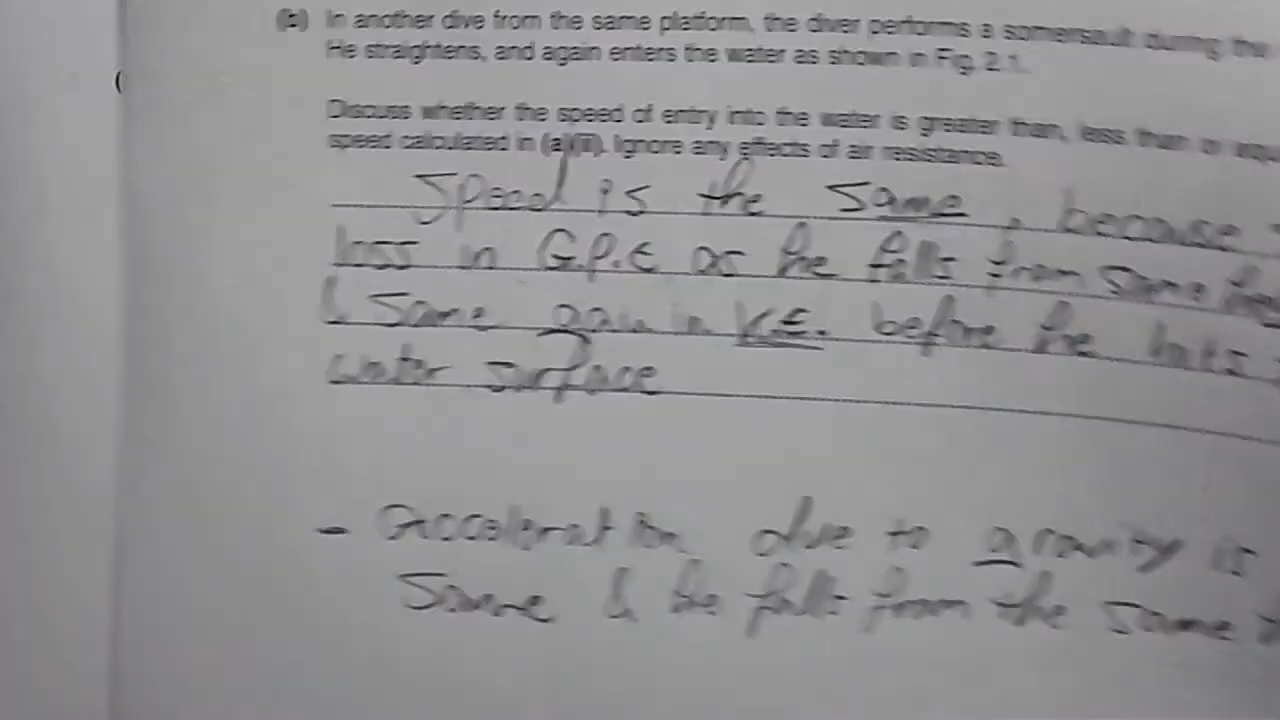 (b) In another dive from the same platform, the diver performs a somersault during the
He straightens, and again enters the water as shown in Fig. 2.1.
Discuss whether the speed of entry into the water is greater than, less than or equ
speed calculated in (a)(ii). Ignore any effects of air resistance.
Speed is the same, because
loss in G.P.E as he falls from same
& Same gain in K.E. before he hits
water surface
- Acceleration due to gravity is
Same & he falls from the same